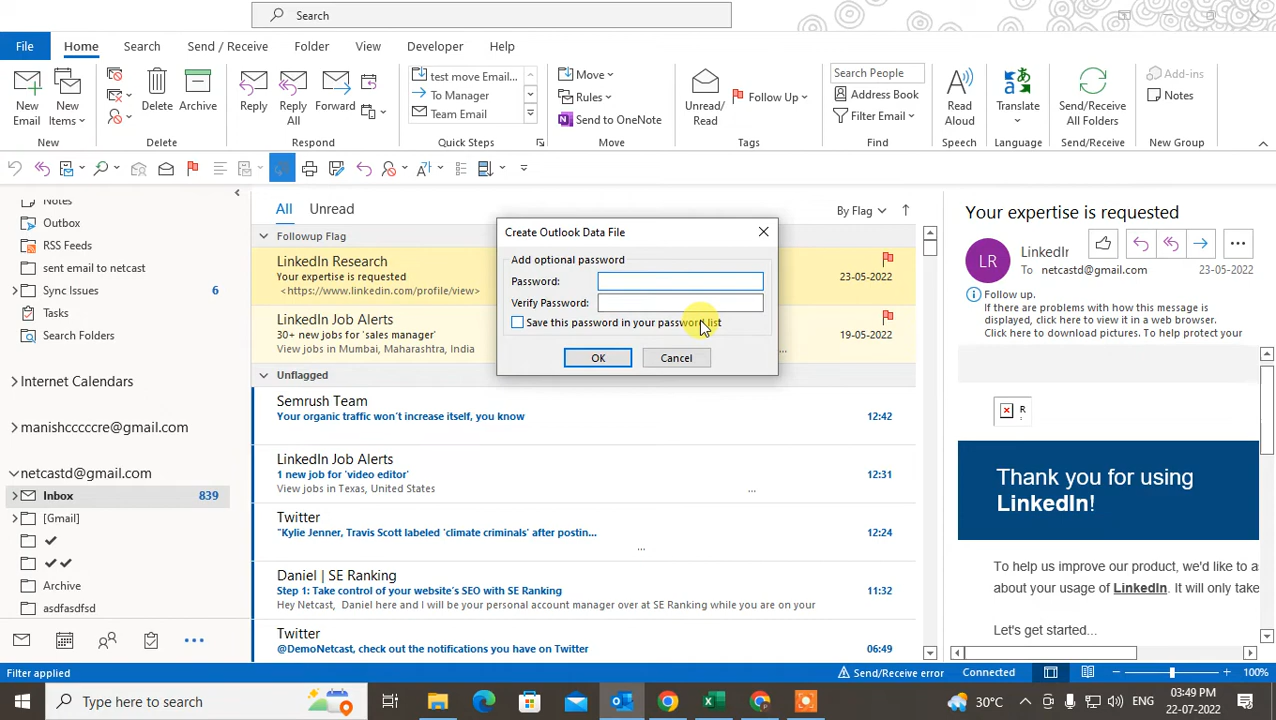 Search
File Home Search Send / Receive Folder View Developer Help
New Email
New Items
Delete
Archive
Reply
Reply All
Forward
test move Email...
To Manager
Team Email
Move
Rules
Send to OneNote
Unread/ Read
Follow Up
Search People
Address Book
Filter Email
Read Aloud
Translate
Send/Receive All Folders
Add-ins
Notes
New Delete Respond Quick Steps Move Tags Find Speech Language Send/Receive New Group
Notes
Outbox
RSS Feeds
sent email to netcast
Sync Issues 6
Tasks
Search Folders
Internet Calendars
manishcccccre@gmail.com
netcastd@gmail.com
Inbox 839
[Gmail]
Archive
asdfasdfsd
All Unread By Flag
Followup Flag
LinkedIn Research
Your expertise is requested 23-05-2022
<https://www.linkedin.com/profile/view>
LinkedIn Job Alerts
30+ new jobs for 'sales manager' 19-05-2022
View jobs in Mumbai, Maharashtra, India ...
Unflagged
Semrush Team
Your organic traffic won't increase itself, you know 12:42
LinkedIn Job Alerts
1 new job for 'video editor' 12:31
View jobs in Texas, United States ...
Twitter
"Kylie Jenner, Travis Scott labeled 'climate criminals' after postin... 12:24
...
Daniel | SE Ranking
Step 1: Take control of your website's SEO with SE Ranking 11:32
Hey Netcast, Daniel here and I will be your personal account manager over at SE Ranking while you are on your
Twitter
@DemoNetcast, check out the notifications you have on Twitter 06:49
Create Outlook Data File
Add optional password
Password:
Verify Password:
Save this password in your password list
OK Cancel
Your expertise is requested
LR
LinkedIn
To netcastd@gmail.com
Follow up.
If there are problems with how this message is
displayed, click here to view it in a web browser.
Click here to download pictures. To help protect your
R
Thank you for using
LinkedIn!
To help us improve our product, we'd like to a
about your usage of LinkedIn. It will only take
Let's get started...
Filter applied Send/Receive error Connected 100%
Type here to search 30°C ENG 03:49 PM
22-07-2022